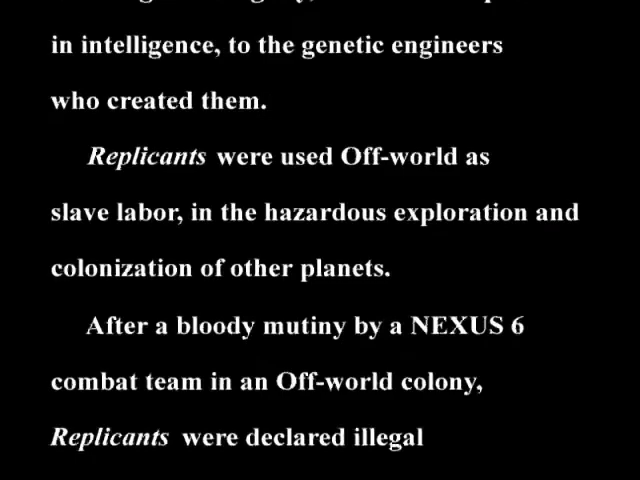 in intelligence, to the genetic engineers
who created them.
Replicants were used Off-world as
slave labor, in the hazardous exploration and
colonization of other planets.
After a bloody mutiny by a NEXUS 6
combat team in an Off-world colony,
Replicants were declared illegal